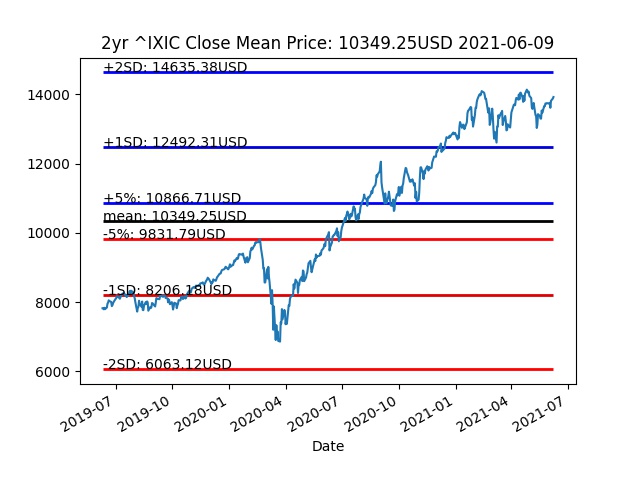 2yr ^IXIC Close Mean Price: 10349.25USD 2021-06-09
+2SD: 14635.38USD
14000
+1SD: 12492.31USD
12000
+5%: 10866.71USD
mean: 10349.25USD
10000
-5%: 9831.79USD
-1SD: 8206.18USD
8000
-2SD: 6063.12USD
6000
2019-07
2019-10
2020-01
2020-04
2020-07
2020-10
2021-01
2021-04
2021-07
Date